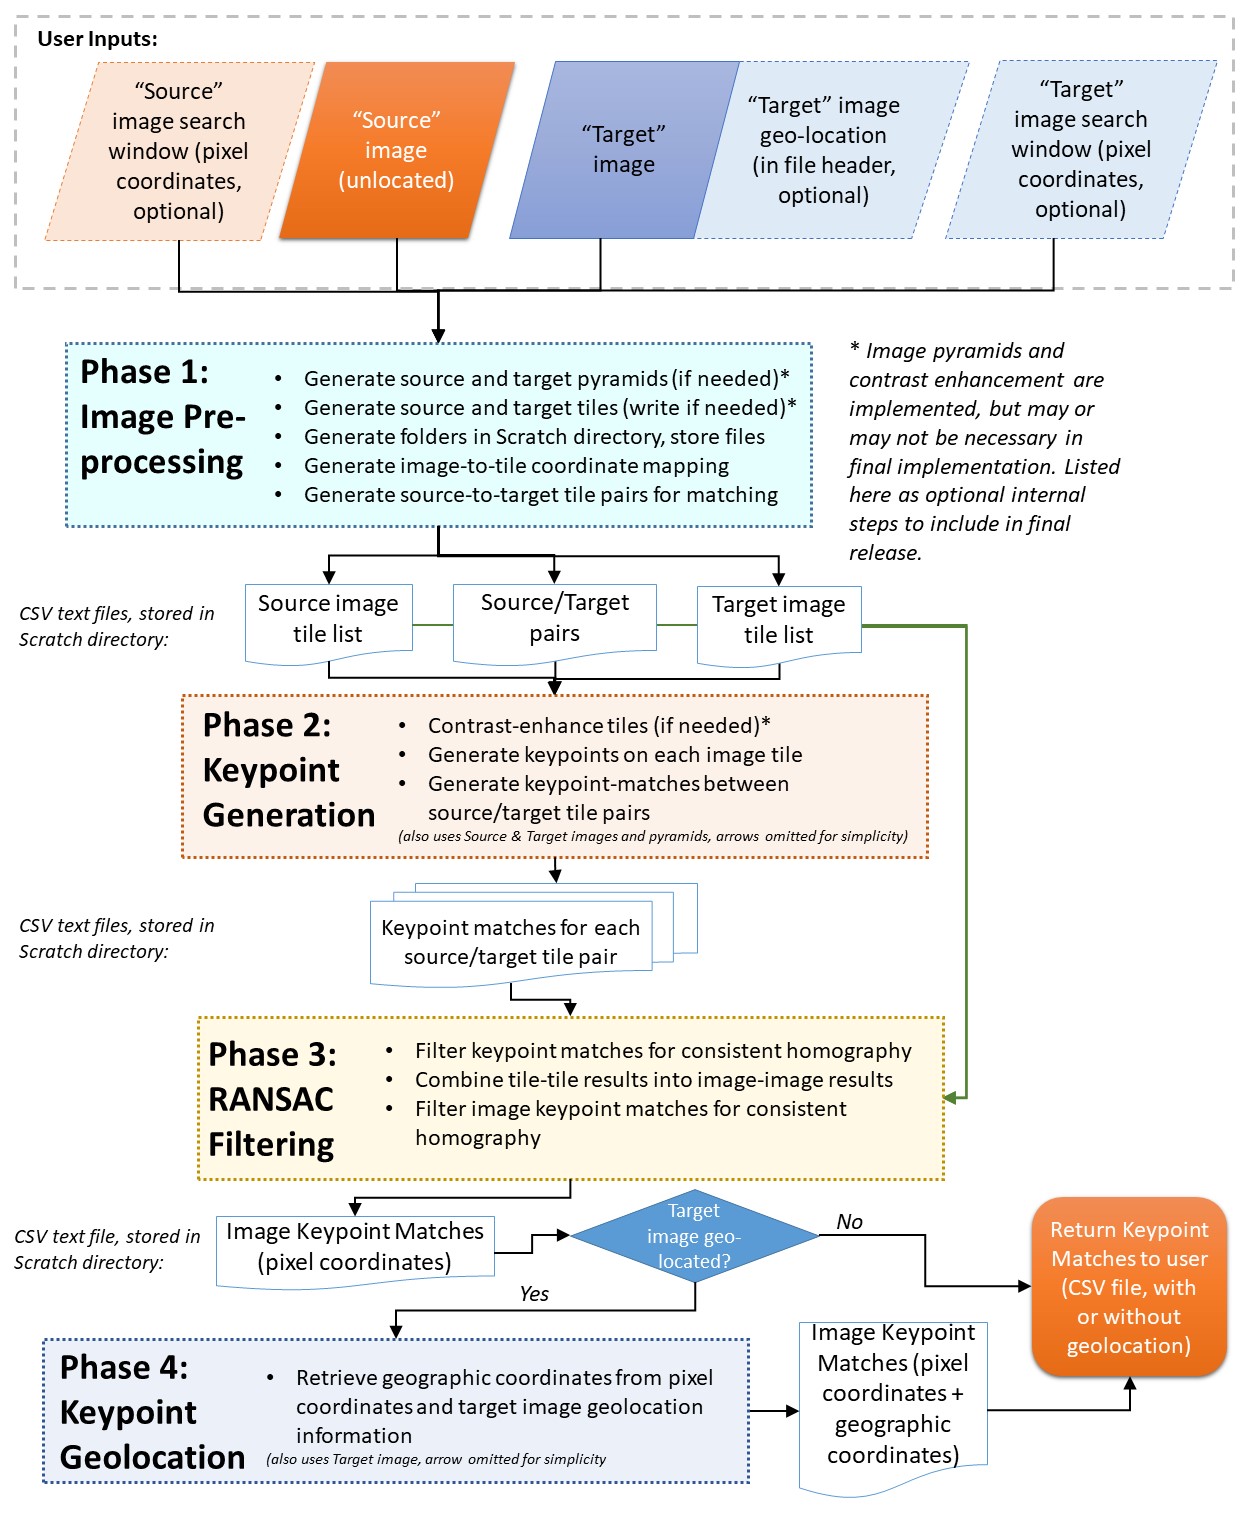 User Inputs:
“Source”
image search
window (pixel
coordinates,
optional)
“Source”
image
(unlocated)
“Target”
image
“Target” image
geo-location
(in file header,
optional)
“Target”
image search
window (pixel
coordinates,
optional)
Phase 1:
Image Pre-
processing
• Generate source and target pyramids (if needed)*
• Generate source and target tiles (write if needed)*
• Generate folders in Scratch directory, store files
• Generate image-to-tile coordinate mapping
• Generate source-to-target tile pairs for matching
* Image pyramids and
contrast enhancement are
implemented, but may or
may not be necessary in
final implementation. Listed
here as optional internal
steps to include in final
release.
CSV text files, stored in
Scratch directory:
Source image
tile list
Source/Target
pairs
Target image
tile list
Phase 2:
Keypoint
Generation
• Contrast-enhance tiles (if needed)*
• Generate keypoints on each image tile
• Generate keypoint-matches between
source/target tile pairs
(also uses Source & Target images and pyramids, arrows omitted for simplicity)
CSV text files, stored in
Scratch directory:
Keypoint matches for each
source/target tile pair
Phase 3:
RANSAC
Filtering
• Filter keypoint matches for consistent homography
• Combine tile-tile results into image-image results
• Filter image keypoint matches for consistent
homography
CSV text file, stored in
Scratch directory:
Image Keypoint Matches
(pixel coordinates)
Target
image geo-
located?
No
Yes
Return Keypoint
Matches to user
(CSV file, with
or without
geolocation)
Phase 4:
Keypoint
Geolocation
• Retrieve geographic coordinates from pixel
coordinates and target image geolocation
information
(also uses Target image, arrow omitted for simplicity
Image Keypoint
Matches (pixel
coordinates +
geographic
coordinates)